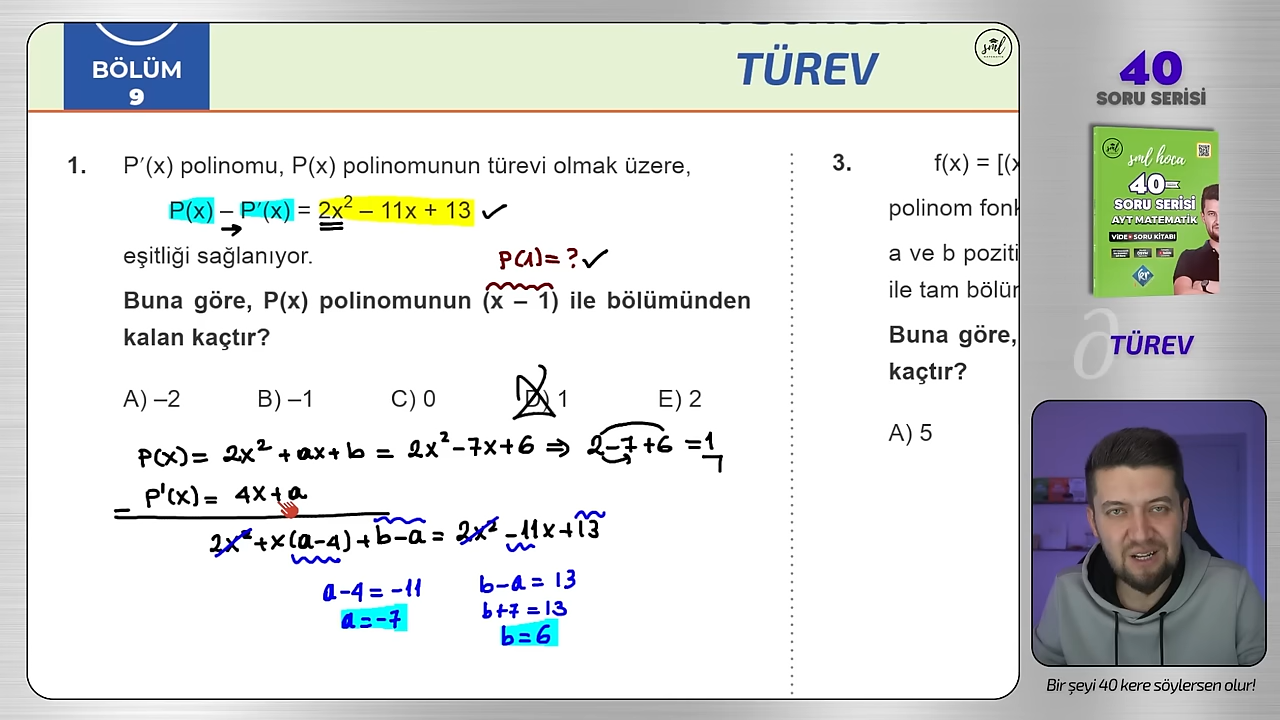 BÖLÜM
9
TÜREV
sml
1. P′(x) polinomu, P(x) polinomunun türevi olmak üzere,
P(x) – P′(x) = 2x² – 11x + 13
eşitliği sağlanıyor.
P(1)=?
Buna göre, P(x) polinomunun (x – 1) ile bölümünden
kalan kaçtır?
A) –2 B) –1 C) 0 D) 1 E) 2
P(x) = 2x² + ax + b = 2x² - 7x + 6 ⇒ 2 - 7 + 6 = 1
– P'(x) = 4x + a
2x² + x(a-4) + b-a = 2x² - 11x + 13
a-4 = -11
a = -7
b-a = 13
b+7 = 13
b = 6
3. f(x) = [(x
polinom fonk
a ve b poziti
ile tam bölün
Buna göre,
kaçtır?
A) 5
40
SORU SERİSİ
sml hoca
40
SORU SERİSİ
AYT MATEMATİK
VİDEO SORU KİTABI
KR
∂ TÜREV
Bir şeyi 40 kere söylersen olur!